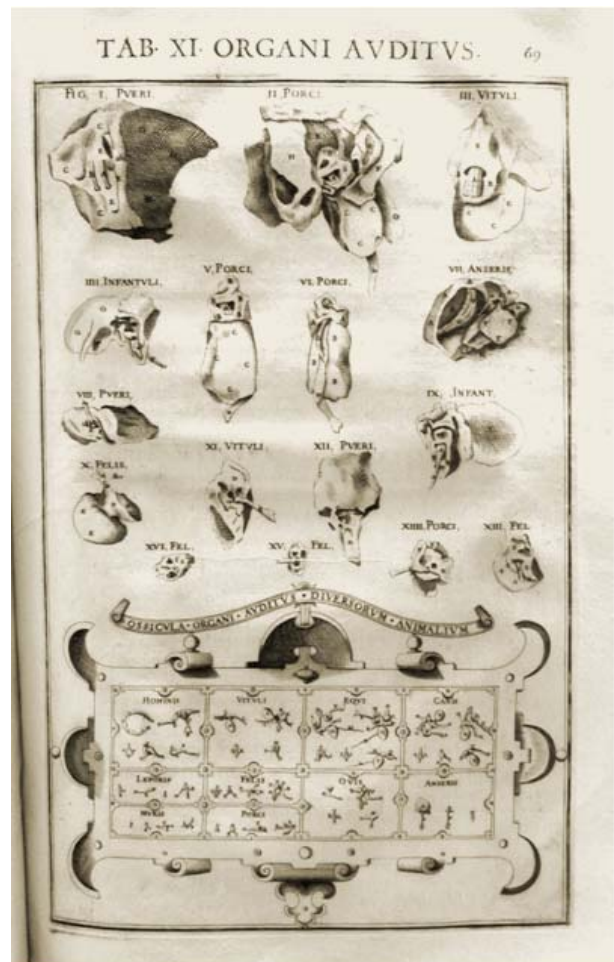 TAB· XI· ORGANI AVDITVS. 69
FIG. I, PVERI. II, PORCI. III, VITVLI.
IIII, INFANTVLI. V, PORCI, VI, PORCI, VII, ANSERIS,
VIII, PVERI, IX, INFANT.
X, FELIS, XI, VITVLI, XII, PVERI,
XVI, FEL. XV, FEL, XIIII, PORCI, XIII, FEL
OSSICVLA · ORGANI · AVDITVS · DIVERSORVM · ANIMALIVM
HOMINIS VITVLI EQVI CANIS
LEPORIS FELIS OVIS ANSERIS
MVRIS PORCI